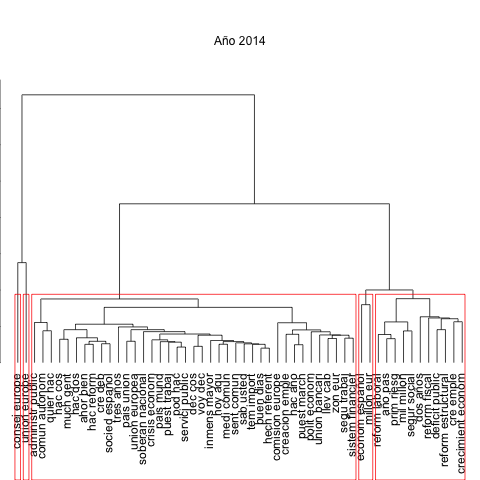 Año 2014
consej europe
union europe
administr public
comun autonom
quier hac
hac cos
much gent
hac dos
abor bien
hac reform
cre deb
socied español
tres años
pais union
union europea
soberan nacional
crisis econom
pais mund
puest trabaj
pod hac
servici public
dec cos
voy dec
inmens mayor
hoy aqu
med comun
sent comun
sab usted
tem import
buen dias
hech referent
comision europe
creacion emple
hac año
puest march
polit econom
union bancari
llev cab
zon eur
segu trabaj
sistem financier
econom español
millon eur
reform laboral
año pas
prim riesg
mil millon
segur social
dos años
reform fiscal
deficit public
reform estructural
cre emple
crecimient econom